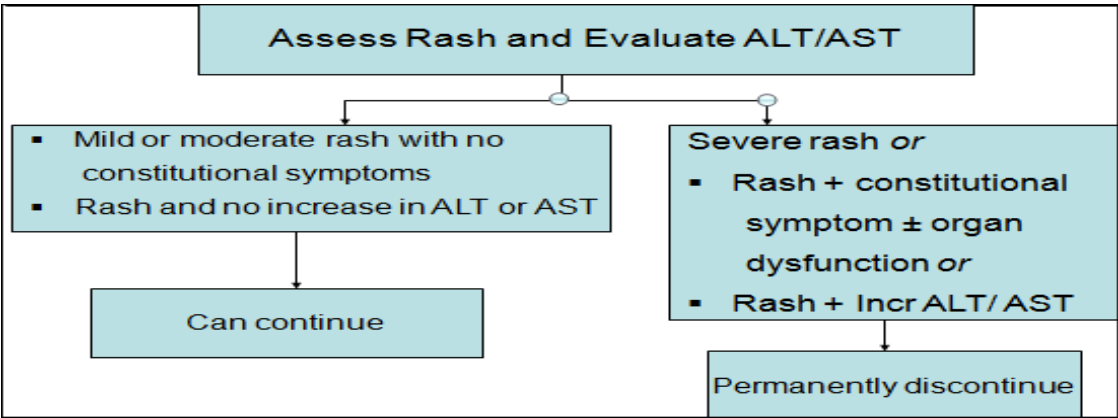 Assess Rash and Evaluate ALT/AST
▪ Mild or moderate rash with no
constitutional symptoms
▪ Rash and no increase in ALT or AST
Can continue
Severe rash or
▪ Rash + constitutional
symptom ± organ
dysfunction or
▪ Rash + Incr ALT/ AST
Permanently discontinue